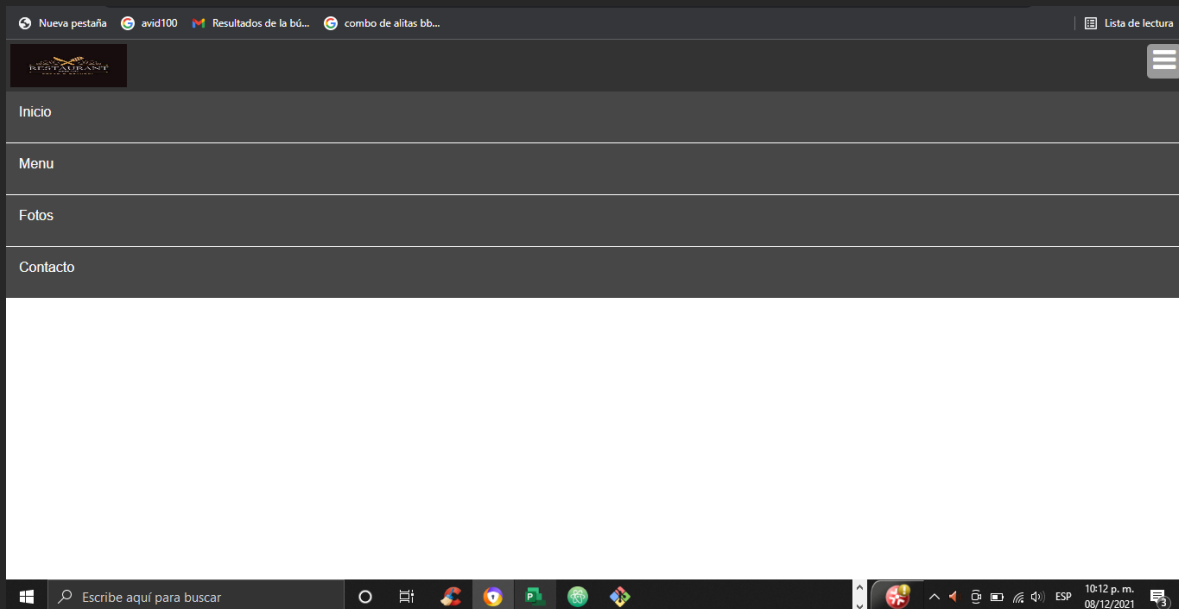 Nueva pestaña avid100 Resultados de la bú... combo de alitas bb... Lista de lectura
RESTAURANT
Inicio
Menu
Fotos
Contacto
Escribe aquí para buscar
ESP
10:12 p. m.
08/12/2021
3